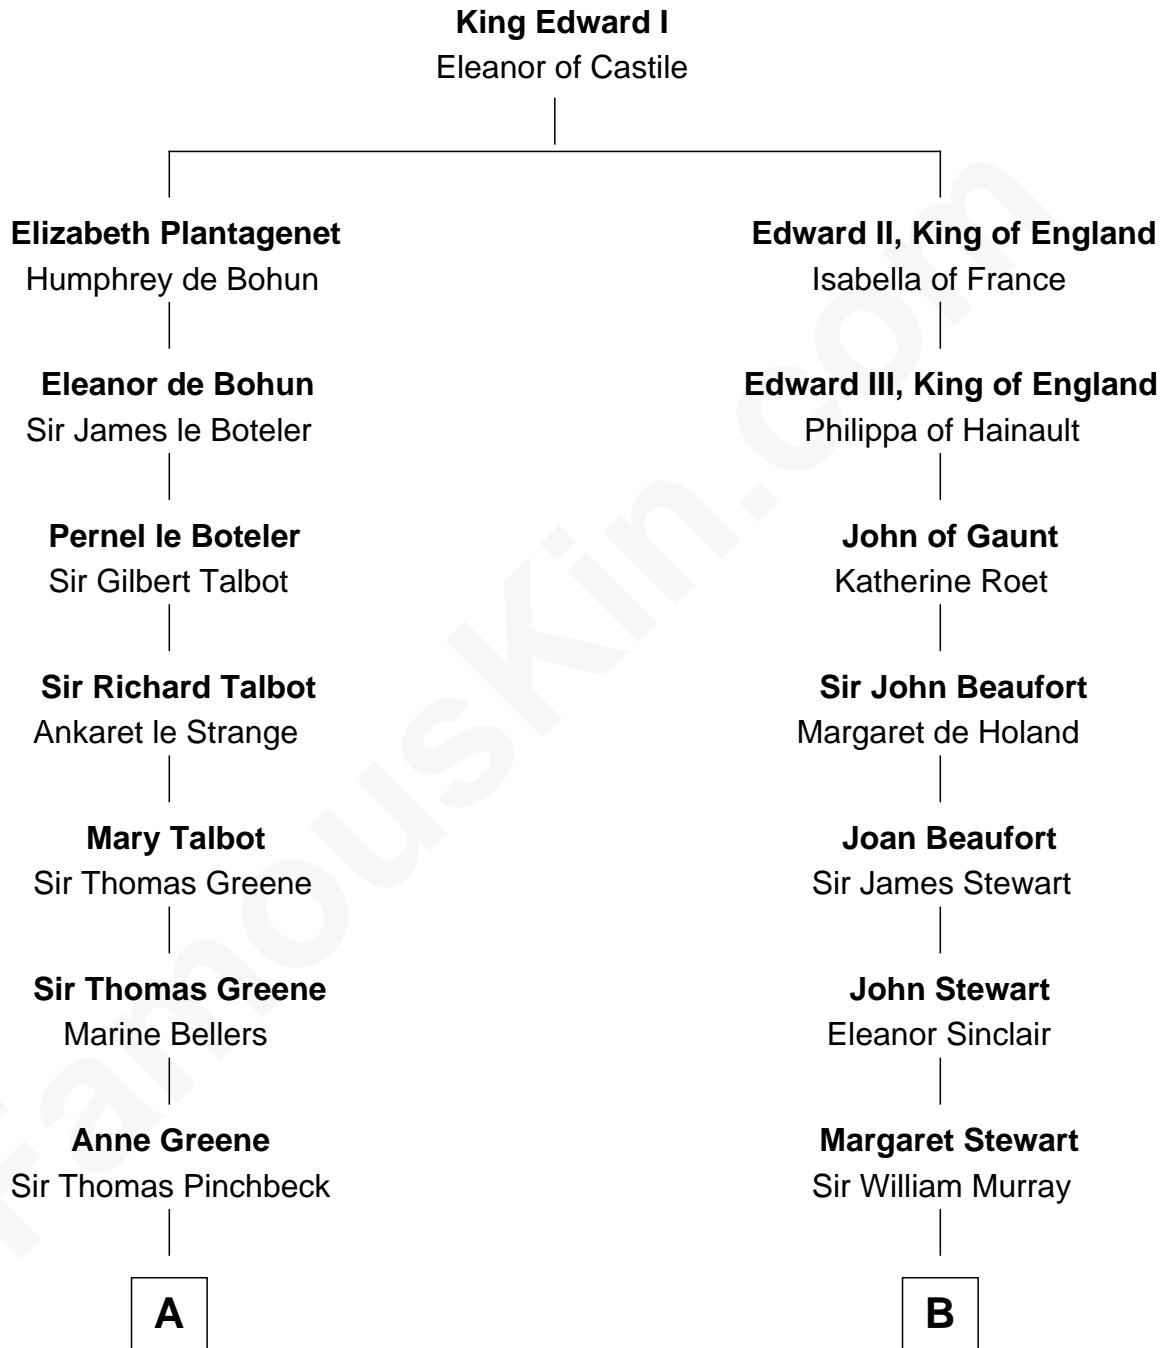 King Edward I
Eleanor of Castile
Elizabeth Plantagenet
Humphrey de Bohun
Edward II, King of England
Isabella of France
Eleanor de Bohun
Sir James le Boteler
Edward III, King of England
Philippa of Hainault
Pernel le Boteler
Sir Gilbert Talbot
John of Gaunt
Katherine Roet
Sir Richard Talbot
Ankaret le Strange
Sir John Beaufort
Margaret de Holand
Mary Talbot
Sir Thomas Greene
Joan Beaufort
Sir James Stewart
Sir Thomas Greene
Marine Bellers
John Stewart
Eleanor Sinclair
Anne Greene
Sir Thomas Pinchbeck
Margaret Stewart
Sir William Murray
A
B
FamousKin.com